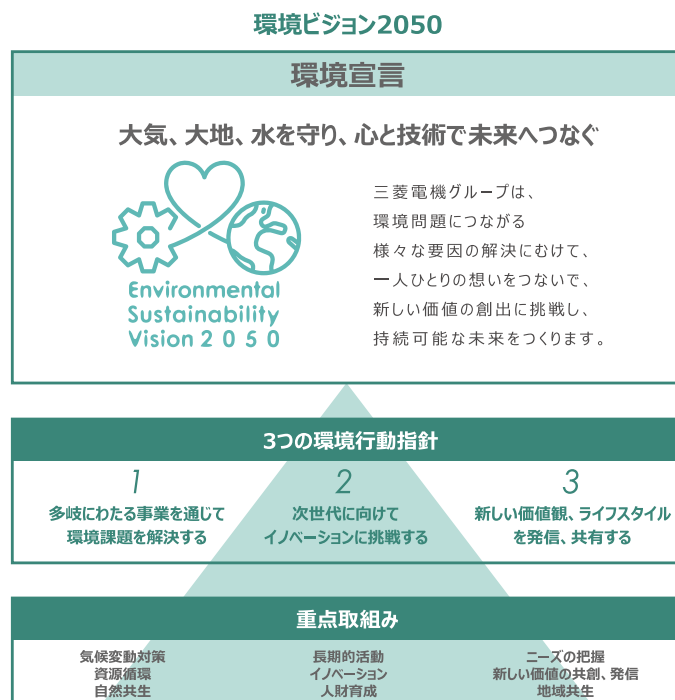 環境ビジョン2050
環境宣言
大気、大地、水を守り、心と技術で未来へつなぐ
三菱電機グループは、
環境問題につながる
様々な要因の解決にむけて、
一人ひとりの想いをつないで、
新しい価値の創出に挑戦し、
持続可能な未来をつくります。
Environmental
Sustainability
Vision 2 0 5 0
3つの環境行動指針
1
多岐にわたる事業を通じて
環境課題を解決する
2
次世代に向けて
イノベーションに挑戦する
3
新しい価値観、ライフスタイル
を発信、共有する
重点取組み
気候変動対策
資源循環
自然共生
長期的活動
イノベーション
人財育成
ニーズの把握
新しい価値の共創、発信
地域共生